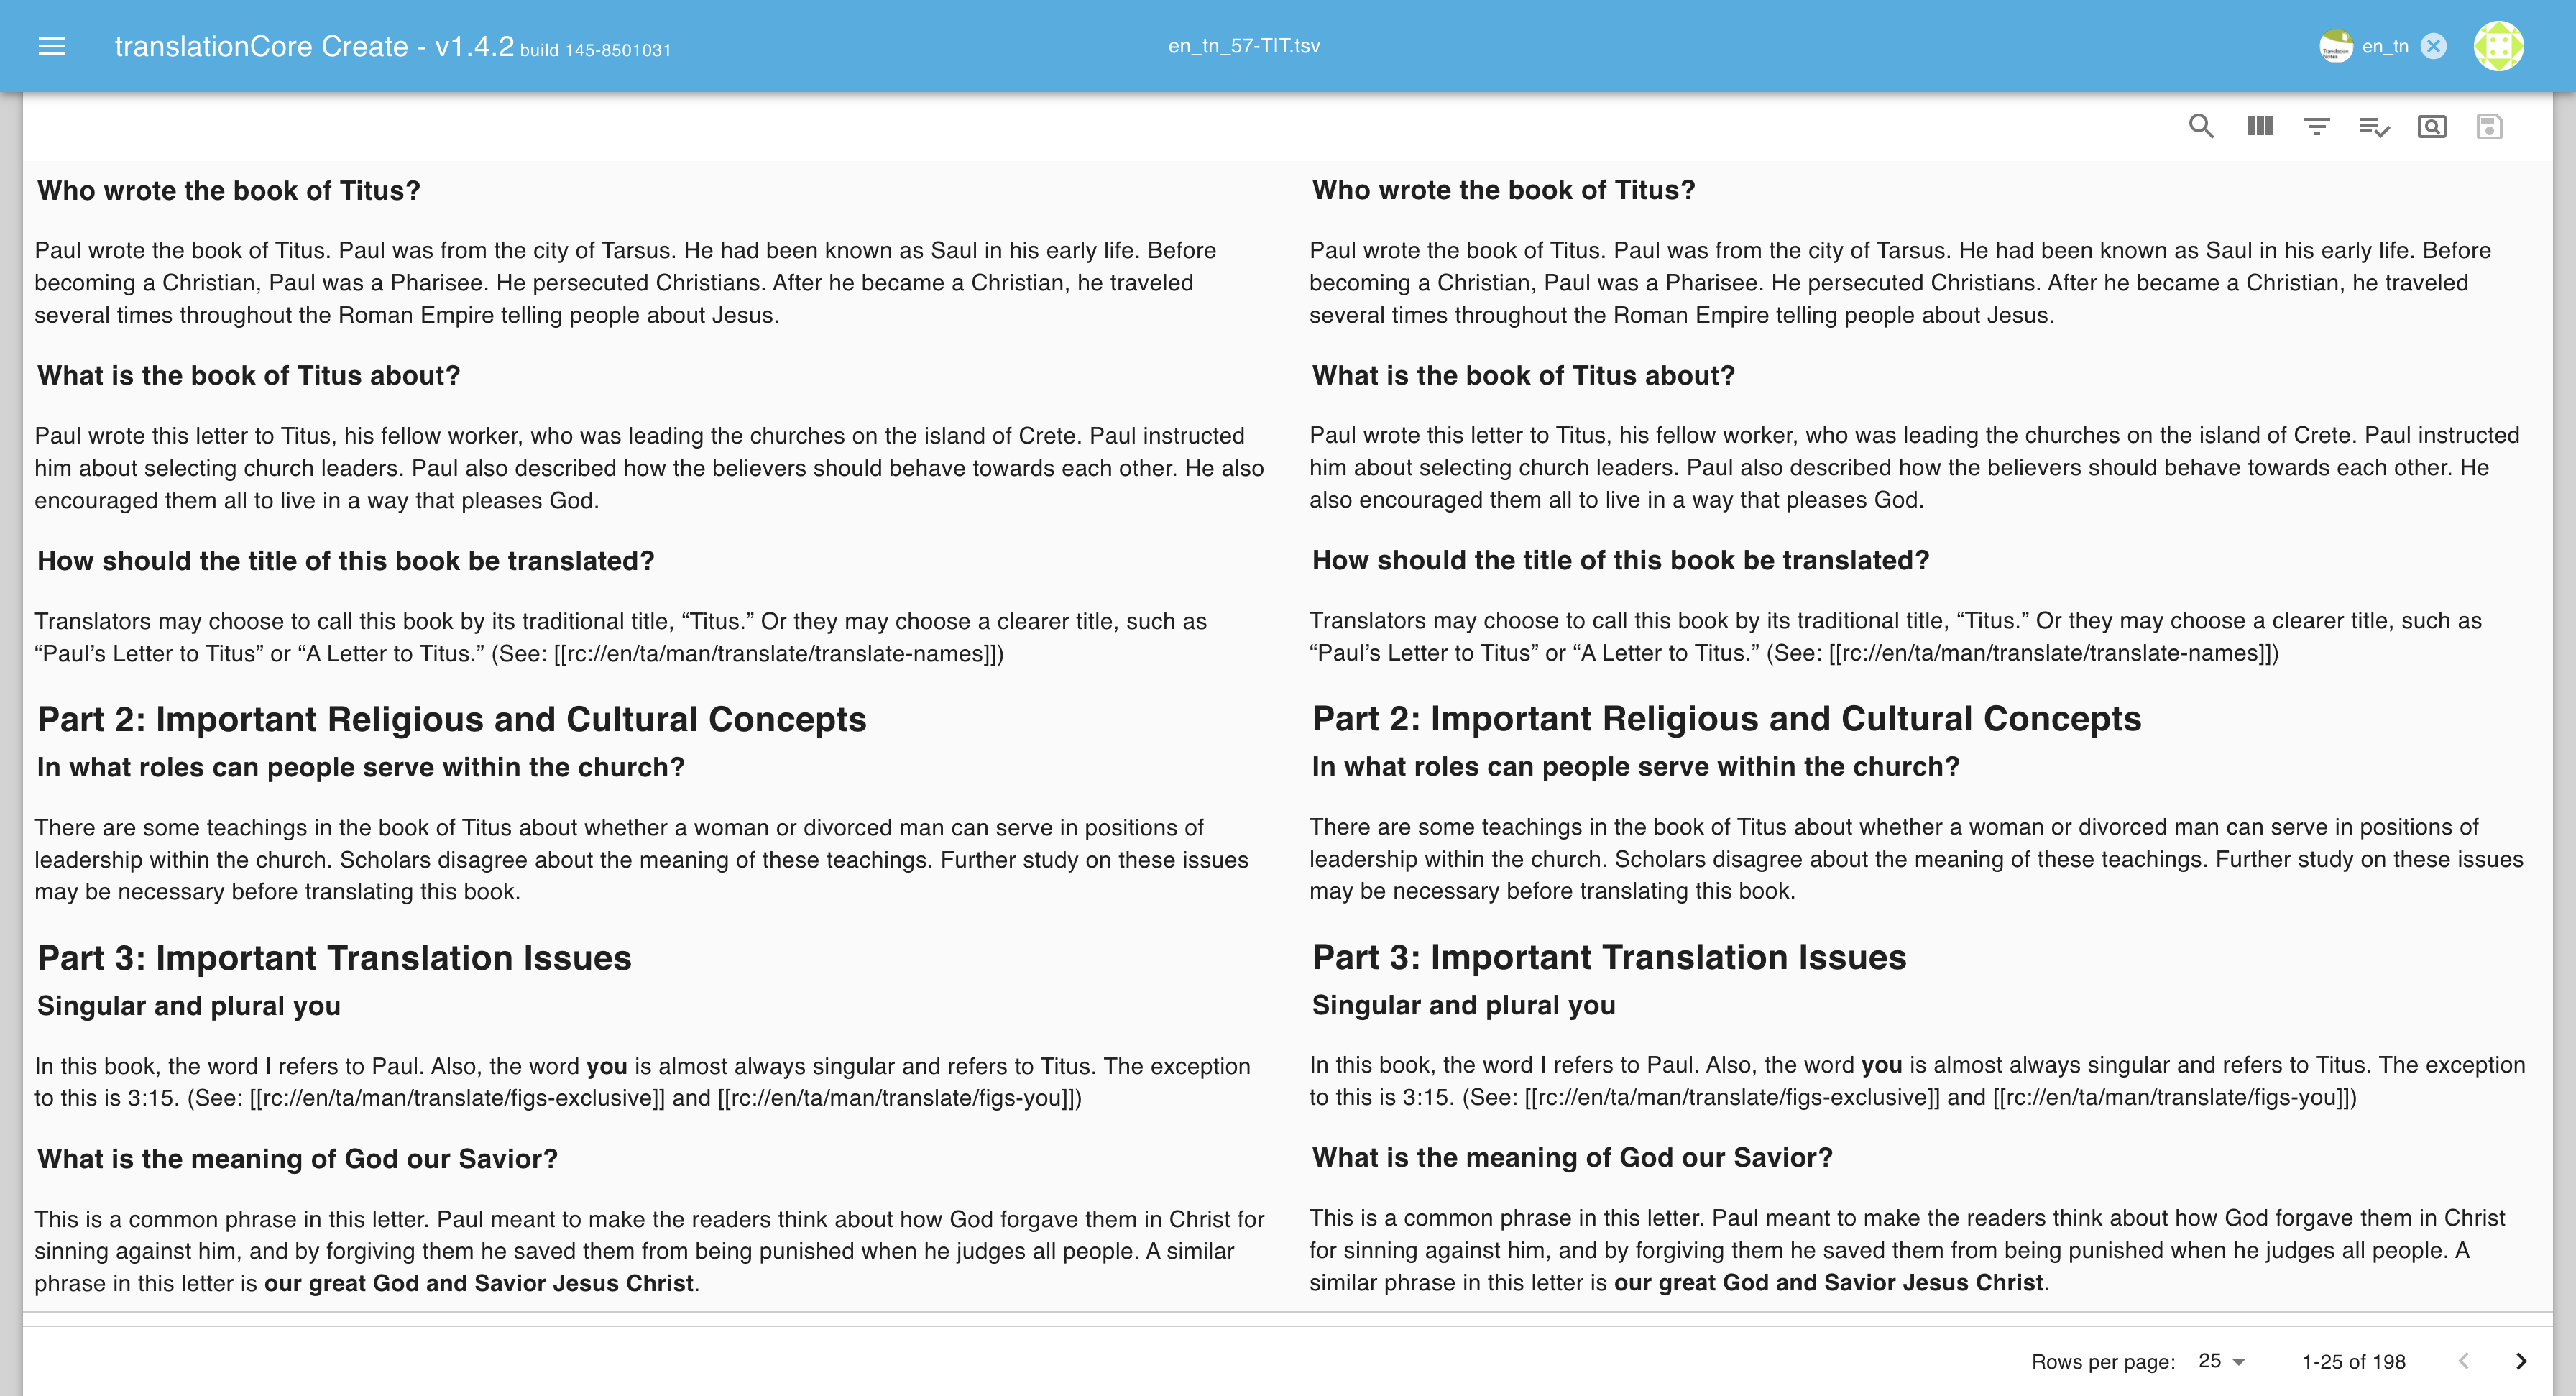 translationCore Create - v1.4.2 build 145-8501031
en_tn_57-TIT.tsv
en_tn
Who wrote the book of Titus?
Paul wrote the book of Titus. Paul was from the city of Tarsus. He had been known as Saul in his early life. Before
becoming a Christian, Paul was a Pharisee. He persecuted Christians. After he became a Christian, he traveled
several times throughout the Roman Empire telling people about Jesus.
What is the book of Titus about?
Paul wrote this letter to Titus, his fellow worker, who was leading the churches on the island of Crete. Paul instructed
him about selecting church leaders. Paul also described how the believers should behave towards each other. He also
encouraged them all to live in a way that pleases God.
How should the title of this book be translated?
Translators may choose to call this book by its traditional title, “Titus.” Or they may choose a clearer title, such as
“Paul’s Letter to Titus” or “A Letter to Titus.” (See: [[rc://en/ta/man/translate/translate-names]])
Part 2: Important Religious and Cultural Concepts
In what roles can people serve within the church?
There are some teachings in the book of Titus about whether a woman or divorced man can serve in positions of
leadership within the church. Scholars disagree about the meaning of these teachings. Further study on these issues
may be necessary before translating this book.
Part 3: Important Translation Issues
Singular and plural you
In this book, the word I refers to Paul. Also, the word you is almost always singular and refers to Titus. The exception
to this is 3:15. (See: [[rc://en/ta/man/translate/figs-exclusive]] and [[rc://en/ta/man/translate/figs-you]])
What is the meaning of God our Savior?
This is a common phrase in this letter. Paul meant to make the readers think about how God forgave them in Christ for
sinning against him, and by forgiving them he saved them from being punished when he judges all people. A similar
phrase in this letter is our great God and Savior Jesus Christ.
Who wrote the book of Titus?
Paul wrote the book of Titus. Paul was from the city of Tarsus. He had been known as Saul in his early life. Before
becoming a Christian, Paul was a Pharisee. He persecuted Christians. After he became a Christian, he traveled
several times throughout the Roman Empire telling people about Jesus.
What is the book of Titus about?
Paul wrote this letter to Titus, his fellow worker, who was leading the churches on the island of Crete. Paul instructed
him about selecting church leaders. Paul also described how the believers should behave towards each other. He
also encouraged them all to live in a way that pleases God.
How should the title of this book be translated?
Translators may choose to call this book by its traditional title, “Titus.” Or they may choose a clearer title, such as
“Paul’s Letter to Titus” or “A Letter to Titus.” (See: [[rc://en/ta/man/translate/translate-names]])
Part 2: Important Religious and Cultural Concepts
In what roles can people serve within the church?
There are some teachings in the book of Titus about whether a woman or divorced man can serve in positions of
leadership within the church. Scholars disagree about the meaning of these teachings. Further study on these issues
may be necessary before translating this book.
Part 3: Important Translation Issues
Singular and plural you
In this book, the word I refers to Paul. Also, the word you is almost always singular and refers to Titus. The exception
to this is 3:15. (See: [[rc://en/ta/man/translate/figs-exclusive]] and [[rc://en/ta/man/translate/figs-you]])
What is the meaning of God our Savior?
This is a common phrase in this letter. Paul meant to make the readers think about how God forgave them in Christ
for sinning against him, and by forgiving them he saved them from being punished when he judges all people. A
similar phrase in this letter is our great God and Savior Jesus Christ.
Rows per page: 25 1-25 of 198